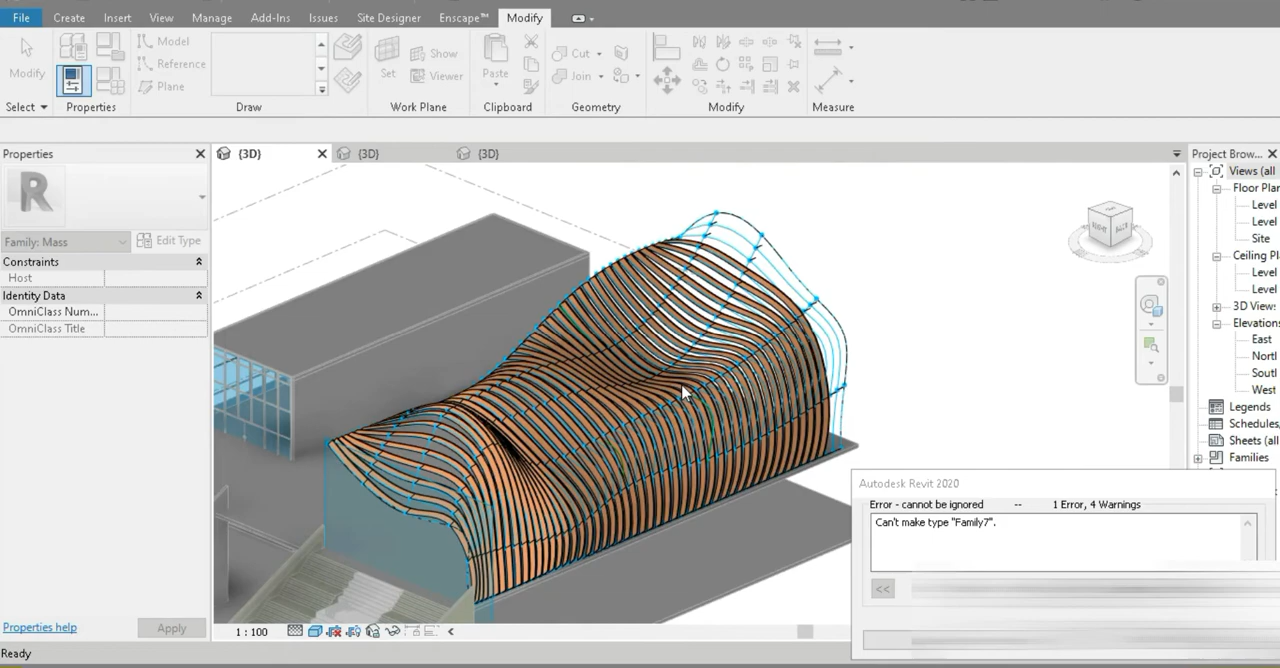 File Create Insert View Manage Add-Ins Issues Site Designer Enscape™ Modify
Model
Reference
Plane
Modify
Set
Show
Viewer
Paste
Cut
Join
Select Properties Draw Work Plane Clipboard Geometry Modify Measure
Properties
{3D} {3D} {3D}
Project Brow...
R
Family: Mass Edit Type
Constraints
Host
Identity Data
OmniClass Num...
OmniClass Title
Properties help Apply
1 : 100
Ready
Views (all
Floor Plan
Level
Level
Site
Ceiling Pl
Level
Level
3D View:
Elevations
East
Nort
Sout
West
Legends
Schedules,
Sheets (all
Families
Autodesk Revit 2020
Error - cannot be ignored -- 1 Error, 4 Warnings
Can't make type "Family7".
<<